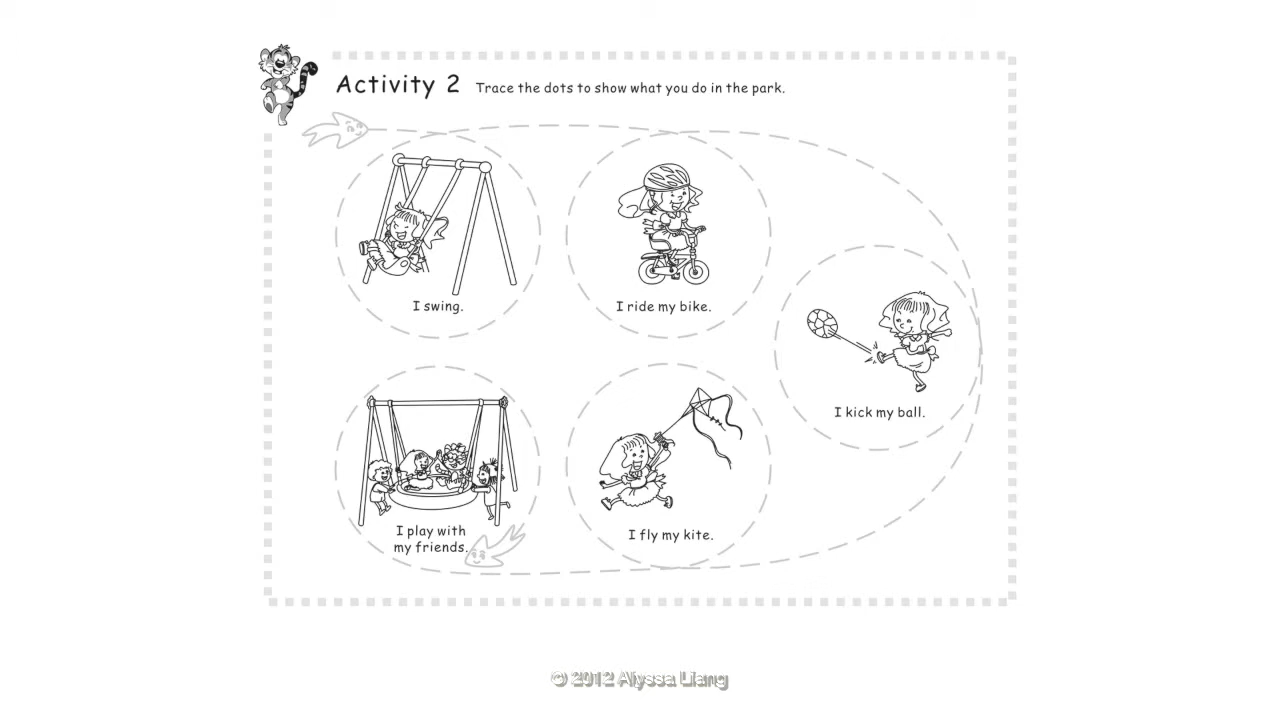 Activity 2 Trace the dots to show what you do in the park.
I swing.
I ride my bike.
I kick my ball.
I play with
my friends.
I fly my kite.
© 2012 Alyssa Liang